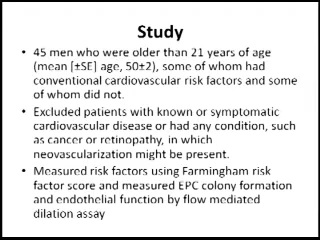 Study
• 45 men who were older than 21 years of age
(mean [±SE] age, 50±2), some of whom had
conventional cardiovascular risk factors and some
of whom did not.
• Excluded patients with known or symptomatic
cardiovascular disease or had any condition, such
as cancer or retinopathy, in which
neovascularization might be present.
• Measured risk factors using Farmingham risk
factor score and measured EPC colony formation
and endothelial function by flow mediated
dilation assay